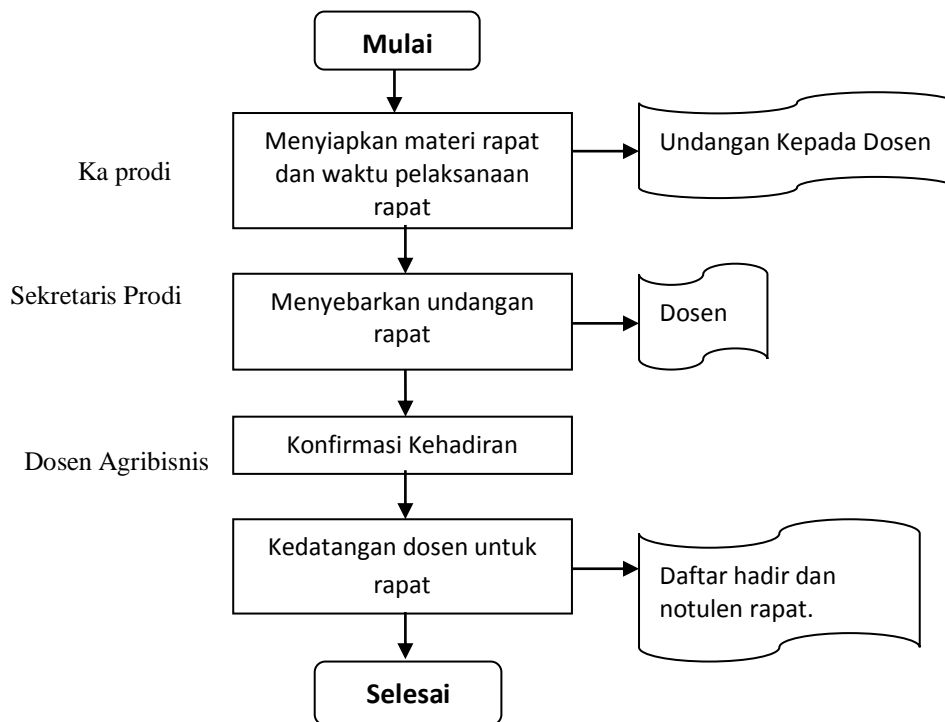 Mulai
Ka prodi
Menyiapkan materi rapat
dan waktu pelaksanaan
rapat
Undangan Kepada Dosen
Sekretaris Prodi
Menyebarkan undangan
rapat
Dosen
Dosen Agribisnis
Konfirmasi Kehadiran
Kedatangan dosen untuk
rapat
Daftar hadir dan
notulen rapat.
Selesai